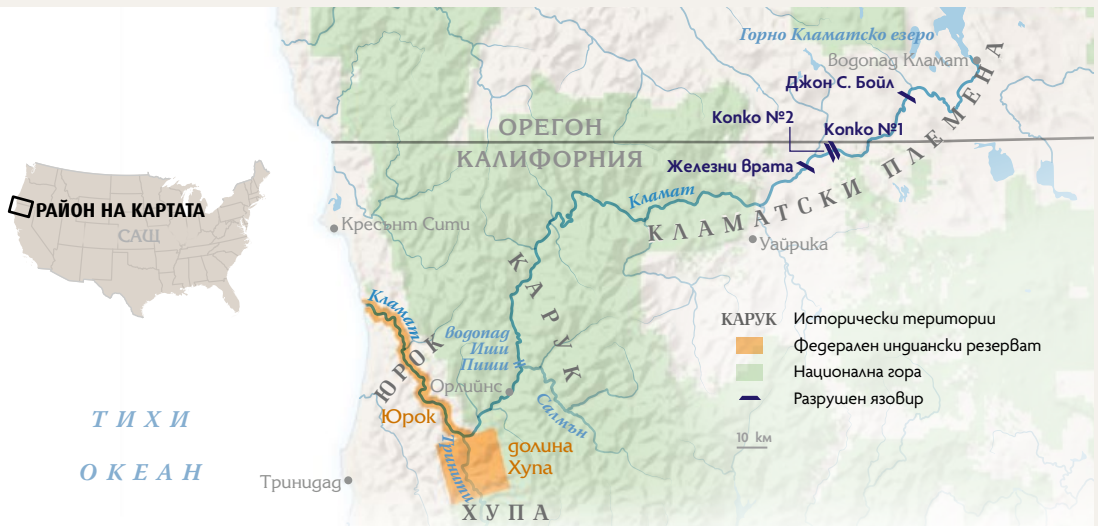 Горно Кламатско езеро
Водопад Кламат
Джон С. Бойл
Копко №2
Копко №1
ОРЕГОН
КАЛИФОРНИЯ
Железни врата
Кламат
КЛАМАТСКИ ПЛЕМЕНА
Уайрика
РАЙОН НА КАРТАТА
САЩ
Кресънт Сити
КАРУК
Кламат
водопад
Иши
Пиши
ЮРОК
Орлийнс
Салмън
Юрок
долина
Хупа
Тринити
ХУПА
ТИХИ
ОКЕАН
Тринидад
КАРУК Исторически територии
Федерален индиански резерват
Национална гора
Разрушен язовир
10 км